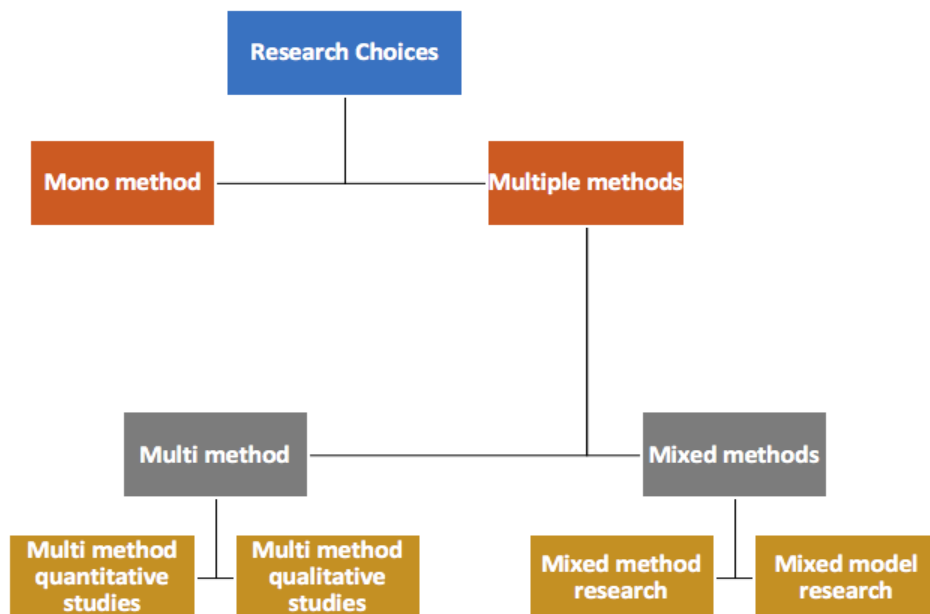 Research Choices
Mono method
Multiple methods
Multi method
Mixed methods
Multi method
quantitative
studies
Multi method
qualitative
studies
Mixed method
research
Mixed model
research